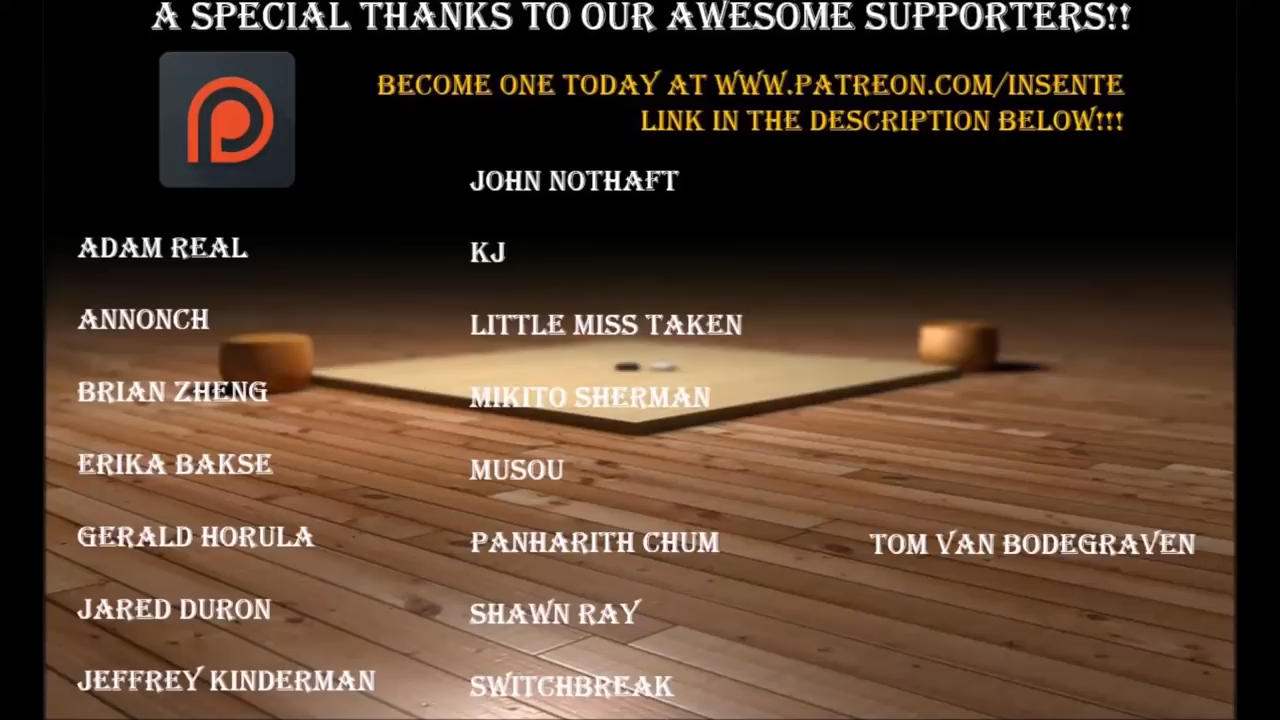 A SPECIAL THANKS TO OUR AWESOME SUPPORTERS!!
BECOME ONE TODAY AT WWW.PATREON.COM/INSENTE
LINK IN THE DESCRIPTION BELOW!!!
ADAM REAL
ANNONCH
BRIAN ZHENG
ERIKA BAKSE
GERALD HORULA
JARED DURON
JEFFREY KINDERMAN
JOHN NOTHAFT
KJ
LITTLE MISS TAKEN
MIKITO SHERMAN
MUSOU
PANHARITH CHUM
SHAWN RAY
SWITCHBREAK
TOM VAN BODEGRAVEN